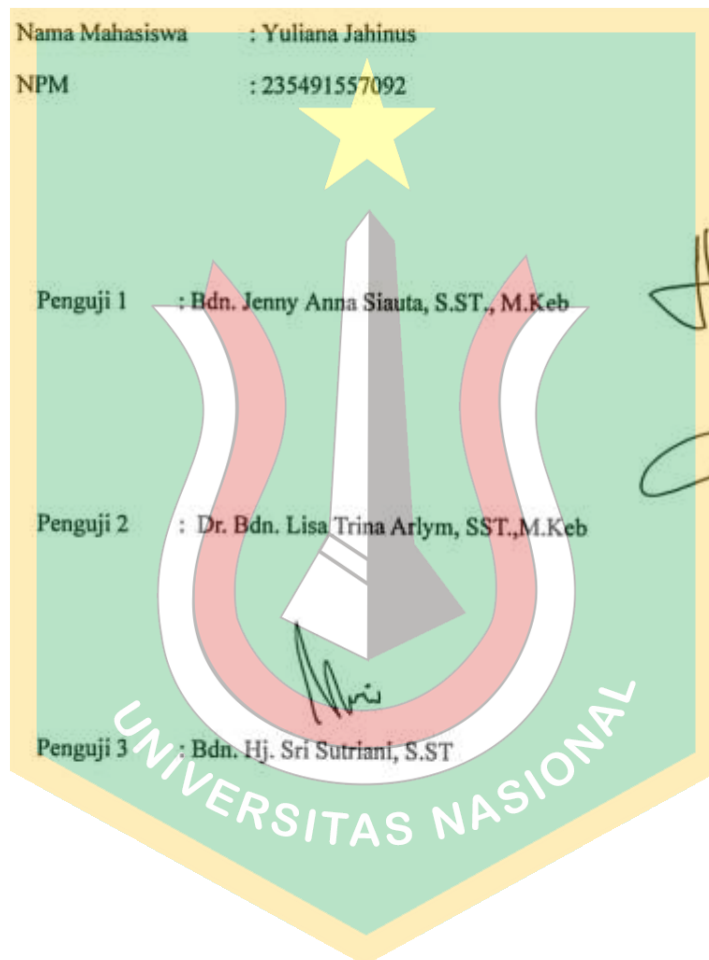 Nama Mahasiswa : Yuliana Jahinus
NPM : 235491557092
Penguji 1 : Bdn. Jenny Anna Siauta, S.ST., M.Keb
Penguji 2 : Dr. Bdn. Lisa Trina Arlym, SST.,M.Keb
Penguji 3 : Bdn. Hj. Sri Sutriani, S.ST
UNIVERSITAS NASIONAL